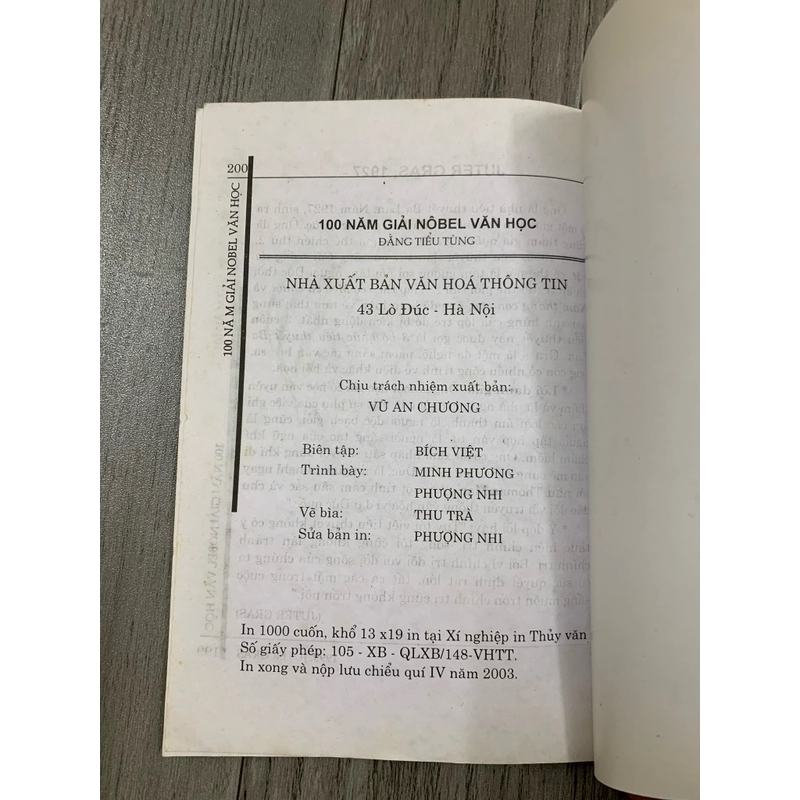 200
100 NĂM GIẢI NOBEL VĂN HỌC
100 NĂM GIẢI NÔBEL VĂN HỌC
ĐẰNG TIỂU TÙNG
NHÀ XUẤT BẢN VĂN HOÁ THÔNG TIN
43 Lò Đúc - Hà Nội
Chịu trách nhiệm xuất bản:
VŨ AN CHƯƠNG
Biên tập: BÍCH VIỆT
Trình bày: MINH PHƯƠNG
PHƯỢNG NHI
Vẽ bìa: THU TRÀ
Sửa bản in: PHƯỢNG NHI
In 1000 cuốn, khổ 13 x19 in tại Xí nghiệp in Thủy văn
Số giấy phép: 105 - XB - QLXB/148-VHTT.
In xong và nộp lưu chiểu quí IV năm 2003.